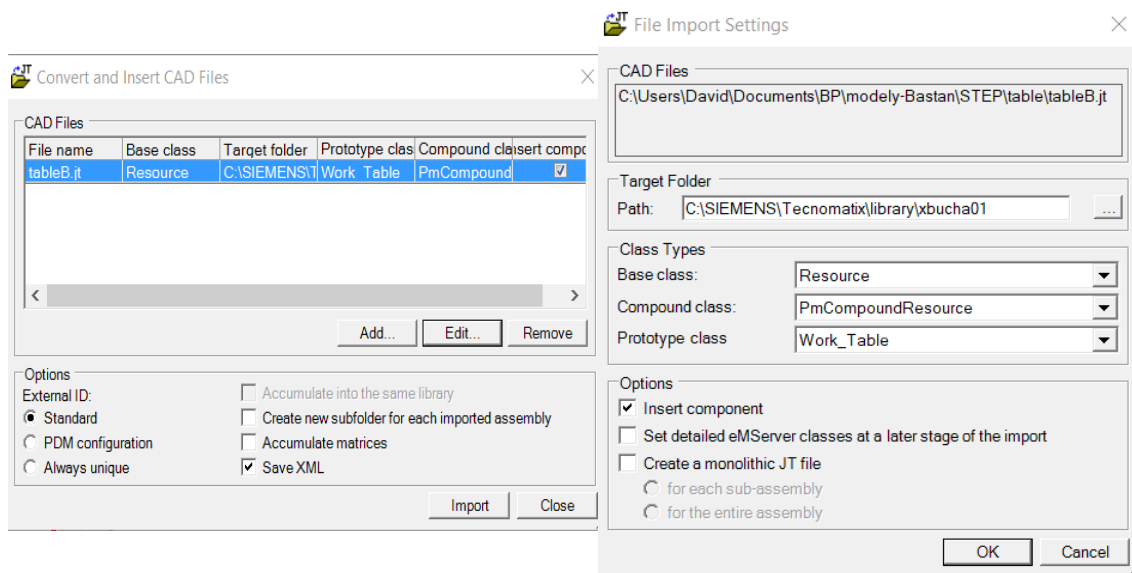 Convert and Insert CAD Files
CAD Files
File name Base class Target folder Prototype clas Compound cla nsert compo
tableB.jt Resource C:\SIEMENS\T Work_Table PmCompound
Add... Edit... Remove
Options
External ID:
Standard
PDM configuration
Always unique
Accumulate into the same library
Create new subfolder for each imported assembly
Accumulate matrices
Save XML
Import Close
JT
File Import Settings
CAD Files
C:\Users\David\Documents\BP\modely-Bastan\STEP\table\tableB.jt
Target Folder
Path: C:\SIEMENS\Tecnomatix\library\xbucha01 ...
Class Types
Base class: Resource
Compound class: PmCompoundResource
Prototype class Work_Table
Options
Insert component
Set detailed eMServer classes at a later stage of the import
Create a monolithic JT file
for each sub-assembly
for the entire assembly
OK Cancel